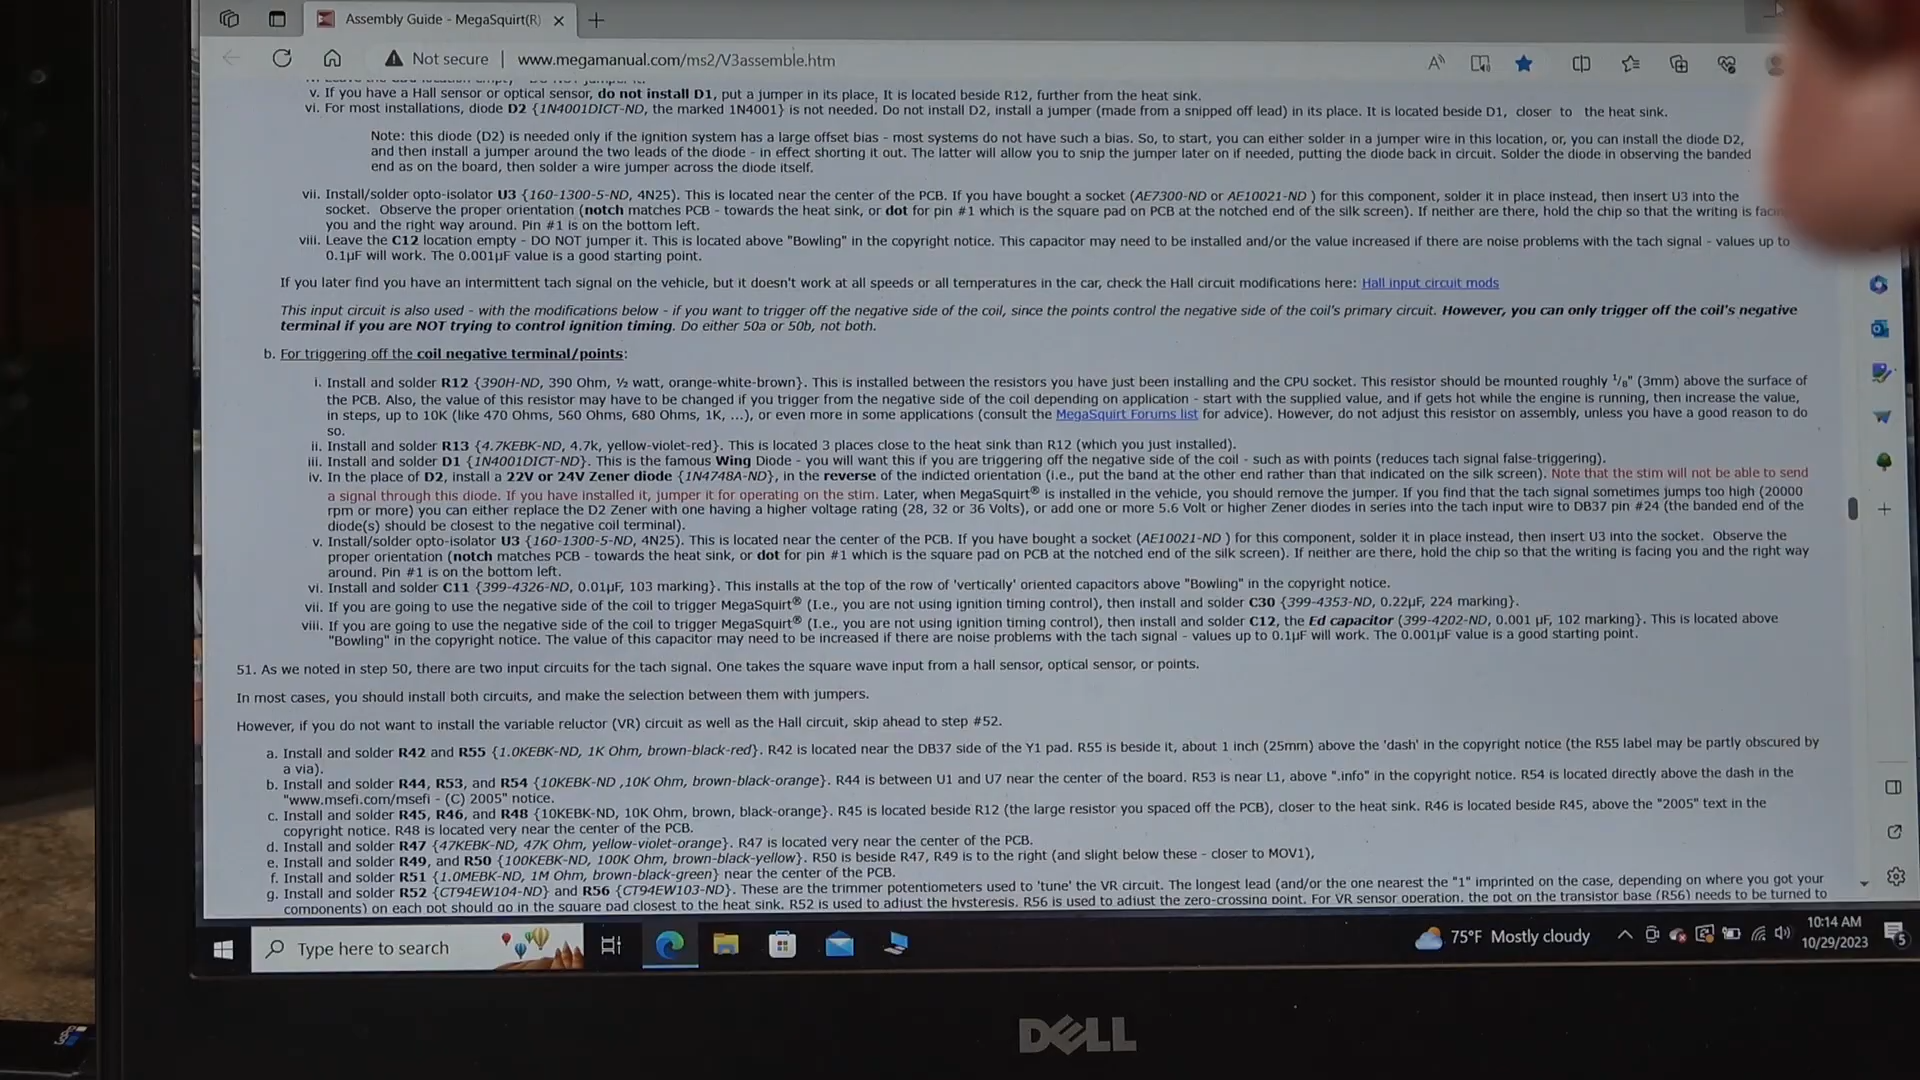 Assembly Guide - MegaSquirt(R)
Not secure
www.megamanual.com/ms2/V3assemble.htm
v. If you have a Hall sensor or optical sensor, do not install D1, put a jumper in its place. It is located beside R12, further from the heat sink.
vi. For most installations, diode D2 {1N4001DICT-ND, the marked 1N4001} is not needed. Do not install D2, install a jumper (made from a snipped off lead) in its place. It is located beside D1, closer to the heat sink.
Note: this diode (D2) is needed only if the ignition system has a large offset bias - most systems do not have such a bias. So, to start, you can either solder in a jumper wire in this location, or, you can install the diode D2,
and then install a jumper around the two leads of the diode - in effect shorting it out. The latter will allow you to snip the jumper later on if needed, putting the diode back in circuit. Solder the diode in observing the banded
end as on the board, then solder a wire jumper across the diode itself.
vii. Install/solder opto-isolator U3 {160-1300-5-ND, 4N25). This is located near the center of the PCB. If you have bought a socket (AE7300-ND or AE10021-ND ) for this component, solder it in place instead, then insert U3 into the
socket. Observe the proper orientation (notch matches PCB - towards the heat sink, or dot for pin #1 which is the square pad on PCB at the notched end of the silk screen). If neither are there, hold the chip so that the writing is
you and the right way around. Pin #1 is on the bottom left.
viii. Leave the C12 location empty - DO NOT jumper it. This is located above "Bowling" in the copyright notice. This capacitor may need to be installed and/or the value increased if there are noise problems with the tach signal - values up to
0.1µF will work. The 0.001µF value is a good starting point.
If you later find you have an intermittent tach signal on the vehicle, but it doesn't work at all speeds or all temperatures in the car, check the Hall circuit modifications here: Hall input circuit mods
This input circuit is also used - with the modifications below - if you want to trigger off the negative side of the coil, since the points control the negative side of the coil's primary circuit. However, you can only trigger off the coil's negative
terminal if you are NOT trying to control ignition timing. Do either 50a or 50b, not both.
b. For triggering off the coil negative terminal/points:
i. Install and solder R12 {390H-ND, 390 Ohm, ½ watt, orange-white-brown}. This is installed between the resistors you have just been installing and the CPU socket. This resistor should be mounted roughly 1/8" (3mm) above the surface of
the PCB. Also, the value of this resistor may have to be changed if you trigger from the negative side of the coil depending on application - start with the supplied value, and if gets hot while the engine is running, then increase the value,
in steps, up to 10K (like 470 Ohms, 560 Ohms, 680 Ohms, 1K, ...), or even more in some applications (consult the MegaSquirt Forums list for advice). However, do not adjust this resistor on assembly, unless you have a good reason to do
so.
ii. Install and solder R13 {4.7KEBK-ND, 4.7k, yellow-violet-red}. This is located 3 places close to the heat sink than R12 (which you just installed).
iii. Install and solder D1 {1N4001DICT-ND}. This is the famous Wing Diode - you will want this if you are triggering off the negative side of the coil - such as with points (reduces tach signal false-triggering).
iv. In the place of D2, install a 22V or 24V Zener diode {1N4748A-ND}, in the reverse of the indicted orientation (i.e., put the band at the other end rather than that indicated on the silk screen). Note that the stim will not be able to send
a signal through this diode. If you have installed it, jumper it for operating on the stim. Later, when MegaSquirt® is installed in the vehicle, you should remove the jumper. If you find that the tach signal sometimes jumps too high (20000
rpm or more) you can either replace the D2 Zener with one having a higher voltage rating (28, 32 or 36 Volts), or add one or more 5.6 Volt or higher Zener diodes in series into the tach input wire to DB37 pin #24 (the banded end of the
diode(s) should be closest to the negative coil terminal).
v. Install/solder opto-isolator U3 {160-1300-5-ND, 4N25). This is located near the center of the PCB. If you have bought a socket (AE10021-ND ) for this component, solder it in place instead, then insert U3 into the socket. Observe the
proper orientation (notch matches PCB - towards the heat sink, or dot for pin #1 which is the square pad on PCB at the notched end of the silk screen). If neither are there, hold the chip so that the writing is facing you and the right way
around. Pin #1 is on the bottom left.
vi. Install and solder C11 {399-4326-ND, 0.01µF, 103 marking}. This installs at the top of the row of 'vertically' oriented capacitors above "Bowling" in the copyright notice.
vii. If you are going to use the negative side of the coil to trigger MegaSquirt® (I.e., you are not using ignition timing control), then install and solder C30 {399-4353-ND, 0.22µF, 224 marking}.
viii. If you are going to use the negative side of the coil to trigger MegaSquirt® (I.e., you are not using ignition timing control), then install and solder C12, the Ed capacitor (399-4202-ND, 0.001 µF, 102 marking}. This is located above
"Bowling" in the copyright notice. The value of this capacitor may need to be increased if there are noise problems with the tach signal - values up to 0.1µF will work. The 0.001µF value is a good starting point.
51. As we noted in step 50, there are two input circuits for the tach signal. One takes the square wave input from a hall sensor, optical sensor, or points.
In most cases, you should install both circuits, and make the selection between them with jumpers.
However, if you do not want to install the variable reluctor (VR) circuit as well as the Hall circuit, skip ahead to step #52.
a. Install and solder R42 and R55 {1.0KEBK-ND, 1K Ohm, brown-black-red}. R42 is located near the DB37 side of the Y1 pad. R55 is beside it, about 1 inch (25mm) above the 'dash' in the copyright notice (the R55 label may be partly obscured by
a via).
b. Install and solder R44, R53, and R54 {10KEBK-ND ,10K Ohm, brown-black-orange}. R44 is between U1 and U7 near the center of the board. R53 is near L1, above ".info" in the copyright notice. R54 is located directly above the dash in the
"www.msefi.com/msefi - (C) 2005" notice.
c. Install and solder R45, R46, and R48 {10KEBK-ND, 10K Ohm, brown, black-orange}. R45 is located beside R12 (the large resistor you spaced off the PCB), closer to the heat sink. R46 is located beside R45, above the "2005" text in the
copyright notice. R48 is located very near the center of the PCB.
d. Install and solder R47 {47KEBK-ND, 47K Ohm, yellow-violet-orange}. R47 is located very near the center of the PCB.
e. Install and solder R49, and R50 {100KEBK-ND, 100K Ohm, brown-black-yellow}. R50 is beside R47, R49 is to the right (and slight below these - closer to MOV1),
f. Install and solder R51 {1.0MEBK-ND, 1M Ohm, brown-black-green} near the center of the PCB.
g. Install and solder R52 {CT94EW104-ND} and R56 {CT94EW103-ND}. These are the trimmer potentiometers used to 'tune' the VR circuit. The longest lead (and/or the one nearest the "1" imprinted on the case, depending on where you got your
components) on each pot should go in the square pad closest to the heat sink. R52 is used to adjust the hysteresis. R56 is used to adjust the zero-crossing point. For VR sensor operation, the pot on the transistor base (R56) needs to be turned to
Type here to search
75°F Mostly cloudy
10:14 AM
10/29/2023
5
DELL